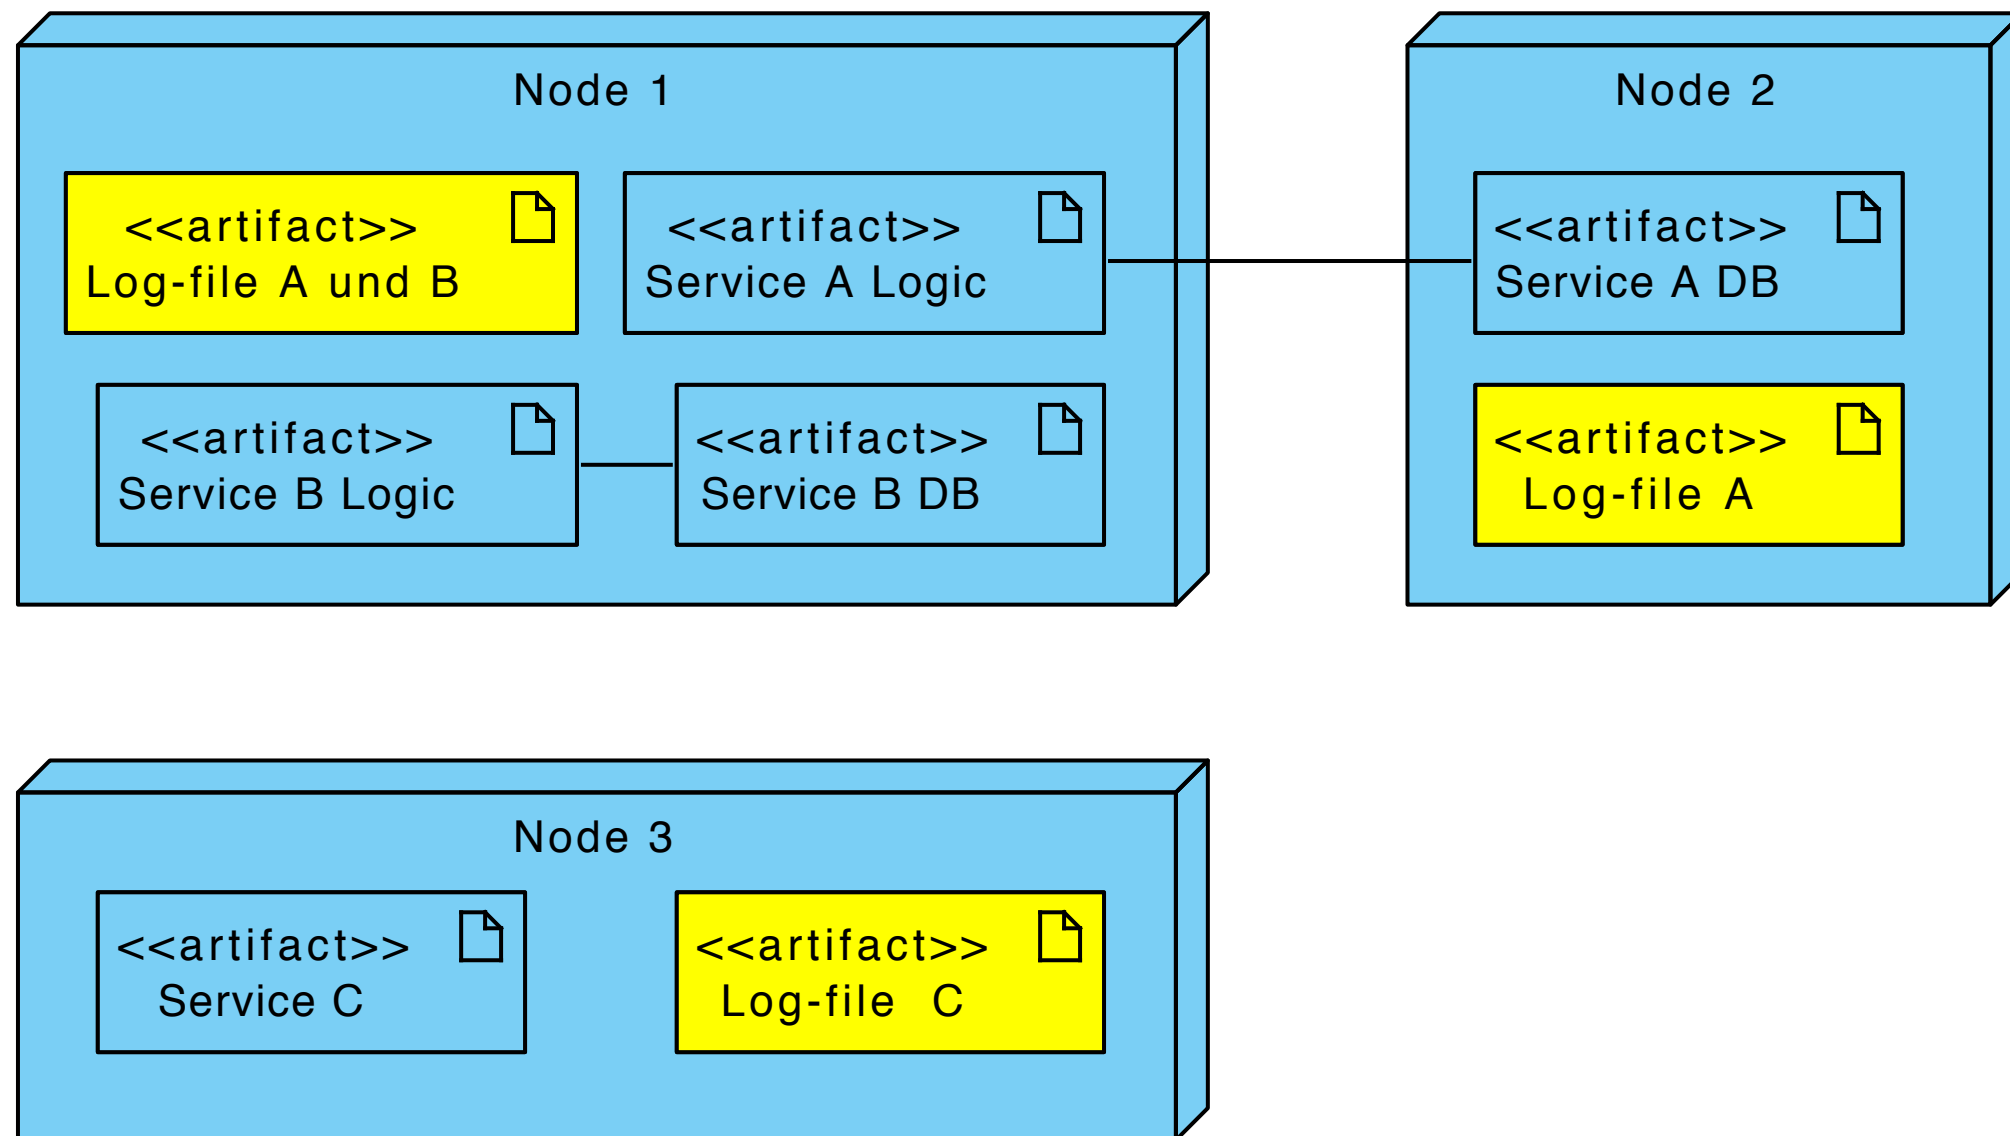 Node 1
<<artifact>>
Log-file A und B
<<artifact>>
Service A Logic
<<artifact>>
Service B Logic
<<artifact>>
Service B DB
Node 2
<<artifact>>
Service A DB
<<artifact>>
Log-file A
Node 3
<<artifact>>
Service C
<<artifact>>
Log-file C